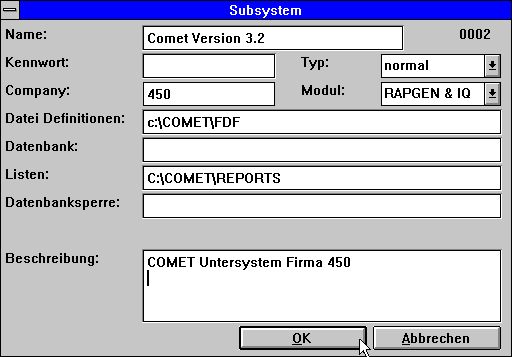 Subsystem
Name: Comet Version 3.2 0002
Kennwort: Typ: normal
Company: 450 Modul: RAPGEN & IQ
Datei Definitionen: c:\COMET\FDF
Datenbank:
Listen: C:\COMET\REPORTS
Datenbanksperre:
Beschreibung: COMET Untersystem Firma 450
OK Abbrechen